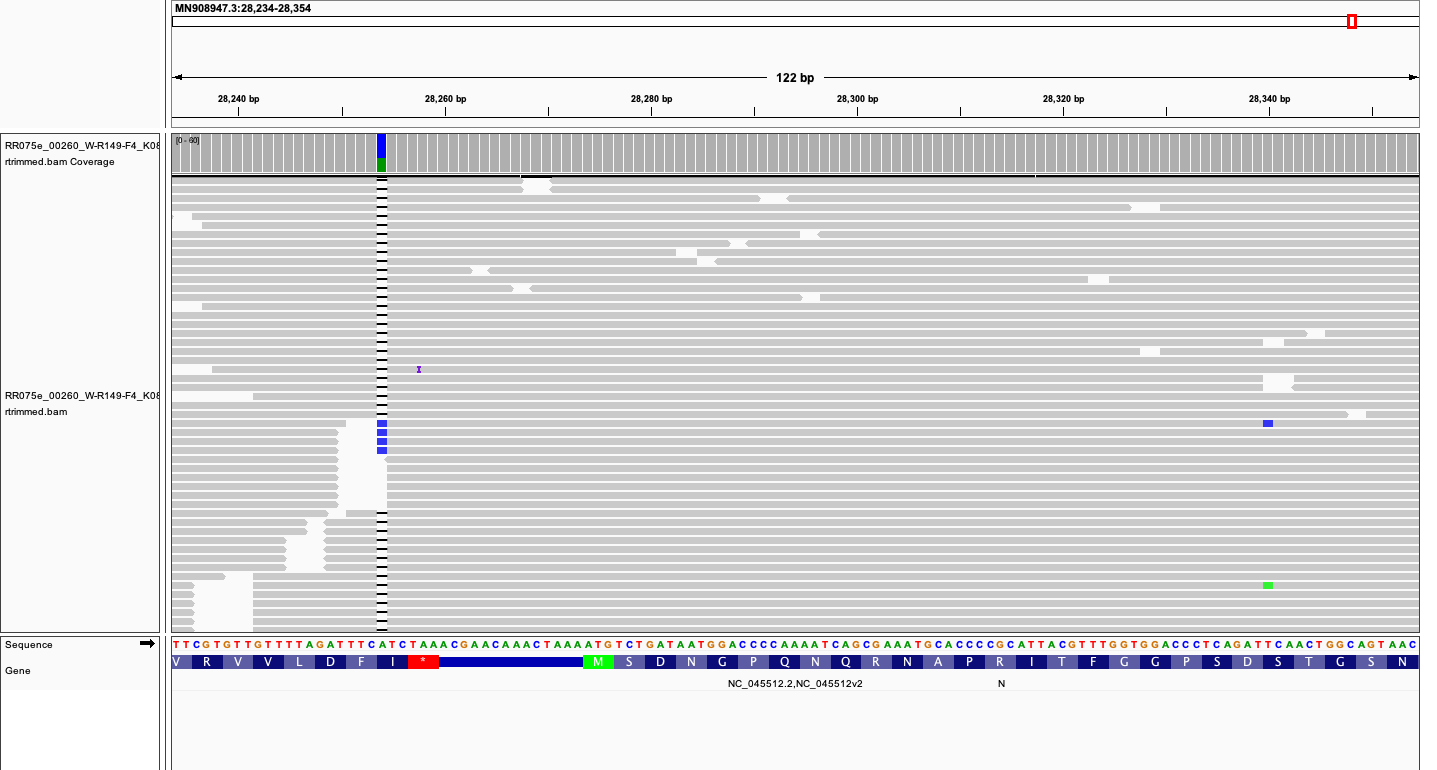 MN908947.3:28,234-28,354
122 bp
28,240 bp 28,260 bp 28,280 bp 28,300 bp 28,320 bp 28,340 bp
RR075e_00260_W-R149-F4_K08
rtrimmed.bam Coverage
[0 - 60]
RR075e_00260_W-R149-F4_K08
rtrimmed.bam
Sequence
TTCGTGTTGTTTTAGATTTCATCTAAACGAACAAACTAAAATGTCTGATAATGGACCCCAAAATCAGCGAAATGCACCCCGCATTACGTTTGGTGGACCCTCAGATTCAACTGGCAGTAAC
Gene
V R V V L D F I * M S D N G P Q N Q R N A P R I T F G G P S D S T G S N
NC_045512.2,NC_045512v2 N